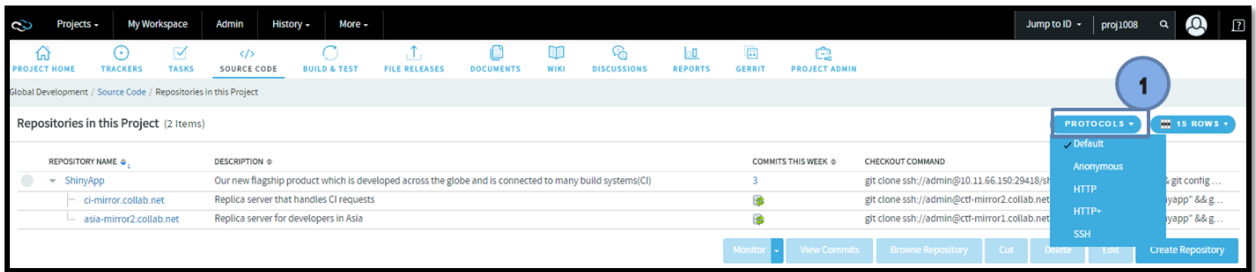 Projects My Workspace Admin History More Jump to ID proj1008
PROJECT HOME TRACKERS TASKS SOURCE CODE BUILD & TEST FILE RELEASES DOCUMENTS WIKI DISCUSSIONS REPORTS GERRIT PROJECT ADMIN
Global Development / Source Code / Repositories in this Project
1
Repositories in this Project (2 Items) PROTOCOLS 15 ROWS
Default
REPOSITORY NAME 1 DESCRIPTION COMMITS THIS WEEK CHECKOUT COMMAND
Anonymous
ShinyApp Our new flagship product which is developed across the globe and is connected to many build systems(CI) 3 git clone ssh://admin@10.11.66.150:29418/sh & git config ...
HTTP
ci-mirror.collab.net Replica server that handles CI requests git clone ssh://admin@ctf-mirror2.collab.net yapp" && g...
HTTP+
asia-mirror2.collab.net Replica server for developers in Asia git clone ssh://admin@ctf-mirror1.collab.net yapp" && g...
SSH
Monitor View Commits Browse Repository Cut Delete Edit Create Repository